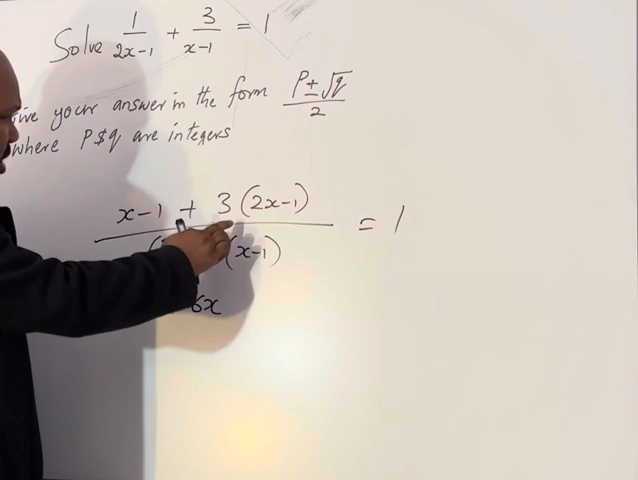 Solve 1/(2x-1) + 3/(x-1) = 1
your answer in the form (P±√q)/2
where P$q are integers
x-1 + 3(2x-1) = 1
(x-1)
x